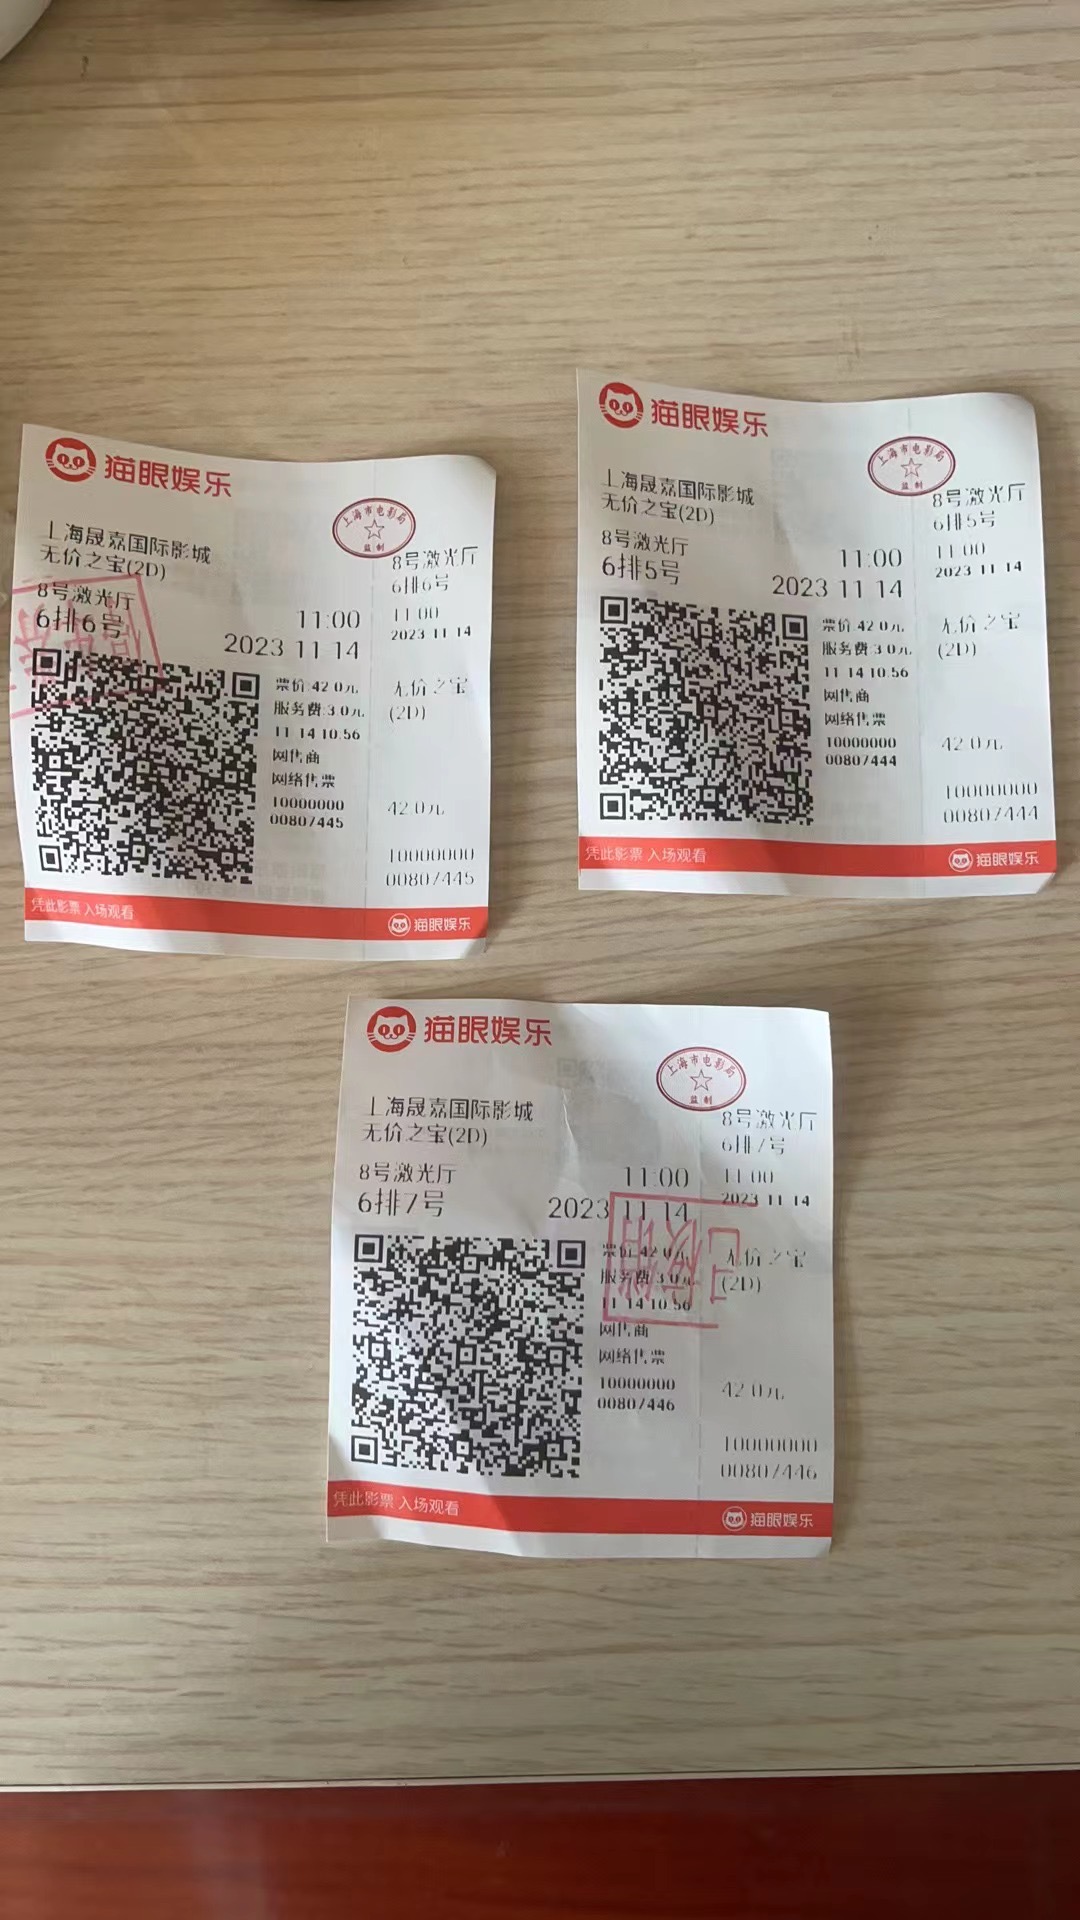 猫眼娱乐
上海市电影局
监制
上海晟嘉国际影城
无价之宝(2D)
8号激光厅
6排6号
11:00
2023 11 14
票价 42.0元
服务费:3.0元
11 14 10:56
网售商
网络售票
10000000
00807445
8号激光厅
6排6号
11:00
2023 11 14
无价之宝
(2D)
42.0元
10000000
00807445
凭此影票 入场观看
猫眼娱乐
猫眼娱乐
上海市电影局
监制
上海晟嘉国际影城
无价之宝(2D)
8号激光厅
6排5号
11:00
2023 11 14
票价 42.0元
服务费:3.0元
11 14 10:56
网售商
网络售票
10000000
00807444
8号激光厅
6排5号
11:00
2023 11 14
无价之宝
(2D)
42.0元
10000000
00807444
凭此影票 入场观看
猫眼娱乐
猫眼娱乐
上海市电影局
监制
上海晟嘉国际影城
无价之宝(2D)
8号激光厅
6排7号
11:00
2023 11 14
票价 42.0元
服务费 3.0元
11 14 10:56
网售商
网络售票
10000000
00807446
8号激光厅
6排7号
11:00
2023 11 14
无价之宝
(2D)
42.0元
10000000
00807446
凭此影票 入场观看
猫眼娱乐